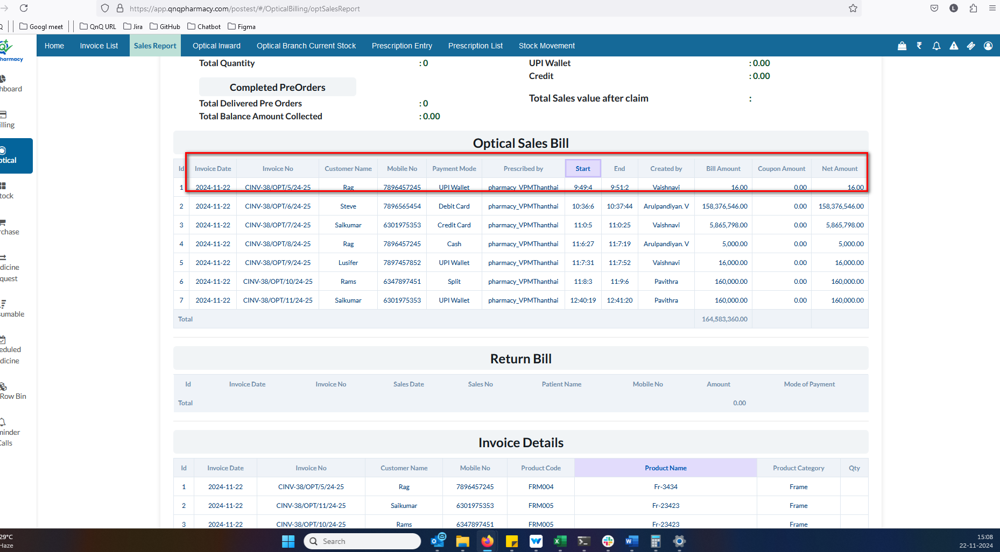 https://app.qnqpharmacy.com/postest/#/OpticalBilling/optSalesReport
L
Googl meet QnQ URL Jira GitHub Chatbot Figma
Home Invoice List Sales Report Optical Inward Optical Branch Current Stock Prescription Entry Prescription List Stock Movement
harmacy
hboard
illing
ptical
tock
rchase
dicine
quest
sumable
eduled
dicine
Row Bin
minder
Calls
Total Quantity : 0 UPI Wallet : 0.00
Credit : 0.00
Completed PreOrders
Total Sales value after claim :
Total Delivered Pre Orders : 0
Total Balance Amount Collected : 0.00
Optical Sales Bill
Id Invoice Date Invoice No Customer Name Mobile No Payment Mode Prescribed by Start End Created by Bill Amount Coupon Amount Net Amount
1 2024-11-22 CINV-38/OPT/5/24-25 Rag 7896457245 UPI Wallet pharmacy_VPMThanthai 9:49:4 9:51:2 Vaishnavi 16.00 0.00 16.00
2 2024-11-22 CINV-38/OPT/6/24-25 Steve 7896565454 Debit Card pharmacy_VPMThanthai 10:36:6 10:37:44 Arulpandiyan. V 158,376,546.00 0.00 158,376,546.00
3 2024-11-22 CINV-38/OPT/7/24-25 Saikumar 6301975353 Credit Card pharmacy_VPMThanthai 11:0:5 11:0:25 Vaishnavi 5,865,798.00 0.00 5,865,798.00
4 2024-11-22 CINV-38/OPT/8/24-25 Rag 7896457245 Cash pharmacy_VPMThanthai 11:6:27 11:7:19 Arulpandiyan. V 5,000.00 0.00 5,000.00
5 2024-11-22 CINV-38/OPT/9/24-25 Lusifer 7897457852 UPI Wallet pharmacy_VPMThanthai 11:7:31 11:7:52 Vaishnavi 16,000.00 0.00 16,000.00
6 2024-11-22 CINV-38/OPT/10/24-25 Rams 6347897451 Split pharmacy_VPMThanthai 11:8:3 11:9:6 Pavithra 160,000.00 0.00 160,000.00
7 2024-11-22 CINV-38/OPT/11/24-25 Saikumar 6301975353 UPI Wallet pharmacy_VPMThanthai 12:40:19 12:41:20 Pavithra 160,000.00 0.00 160,000.00
Total 164,583,360.00
Return Bill
Id Invoice Date Invoice No Sales Date Sales No Patient Name Mobile No Amount Mode of Payment
Total 0.00
Invoice Details
Id Invoice Date Invoice No Customer Name Mobile No Product Code Product Name Product Category Qty
1 2024-11-22 CINV-38/OPT/5/24-25 Rag 7896457245 FRM004 Fr-3434 Frame
2 2024-11-22 CINV-38/OPT/11/24-25 Saikumar 6301975353 FRM005 Fr-23423 Frame
3 2024-11-22 CINV-38/OPT/10/24-25 Rams 6347897451 FRM005 Fr-23423 Frame
29°C
Haze
Search
15:08
22-11-2024